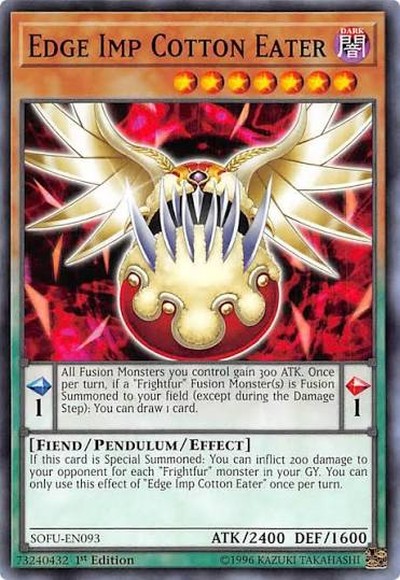 EDGE IMP COTTON EATER
DARK
闇
All Fusion Monsters you control gain 300 ATK. Once
per turn, if a "Frightfur" Fusion Monster(s) is Fusion
Summoned to your field (except during the Damage
Step): You can draw 1 card.
1
1
[FIEND/PENDULUM/EFFECT]
If this card is Special Summoned: You can inflict 200 damage to
your opponent for each "Frightfur" monster in your GY. You can
only use this effect of "Edge Imp Cotton Eater" once per turn.
SOFU-EN093
ATK/2400 DEF/1600
73240432
1st Edition
©1996 KAZUKI TAKAHASHI